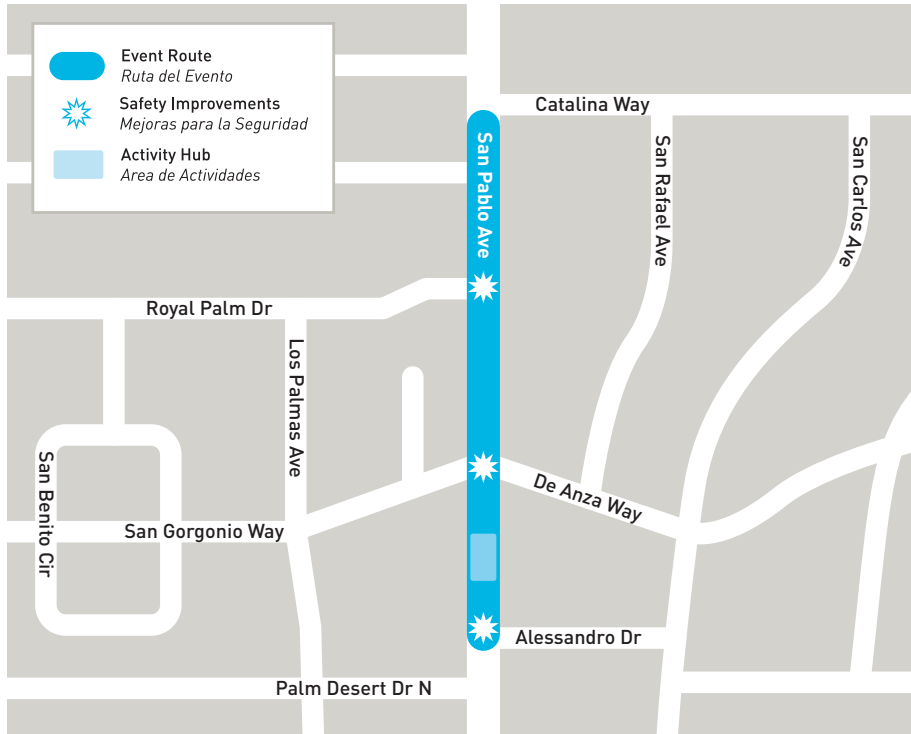 Event Route
Ruta del Evento
Safety Improvements
Mejoras para la Seguridad
Activity Hub
Area de Actividades
Catalina Way
San Pablo Ave
San Rafael Ave
San Carlos Ave
Royal Palm Dr
Los Palmas Ave
San Benito Cir
San Gorgonio Way
De Anza Way
Alessandro Dr
Palm Desert Dr N